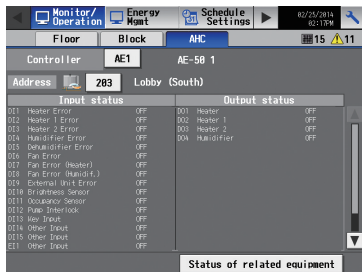 Monitor/ Operation Energy Mgmt Schedule Settings 02/25/2014 02:17PM
Floor Block AHC 15 11
Controller AE1 AE-50 1
Address 203 Lobby (South)
Input status Output status
DI1 Heater Error OFF DO1 Heater OFF
DI2 Heater 1 Error OFF DO2 Heater 1 OFF
DI3 Heater 2 Error OFF DO3 Heater 2 OFF
DI4 Humidifier Error OFF DO4 Humidifier OFF
DI5 Dehumidifier Error OFF
DI6 Fan Error OFF
DI7 Fan Error (Heater) OFF
DI8 Fan Error (Humidif.) OFF
DI9 External Unit Error OFF
DI10 Brightness Sensor OFF
DI11 Occupancy Sensor OFF
DI12 Pump Interlock OFF
DI13 Key Input OFF
DI14 Other Input OFF
DI15 Other Input OFF
EI1 Other Input OFF
Status of related equipment